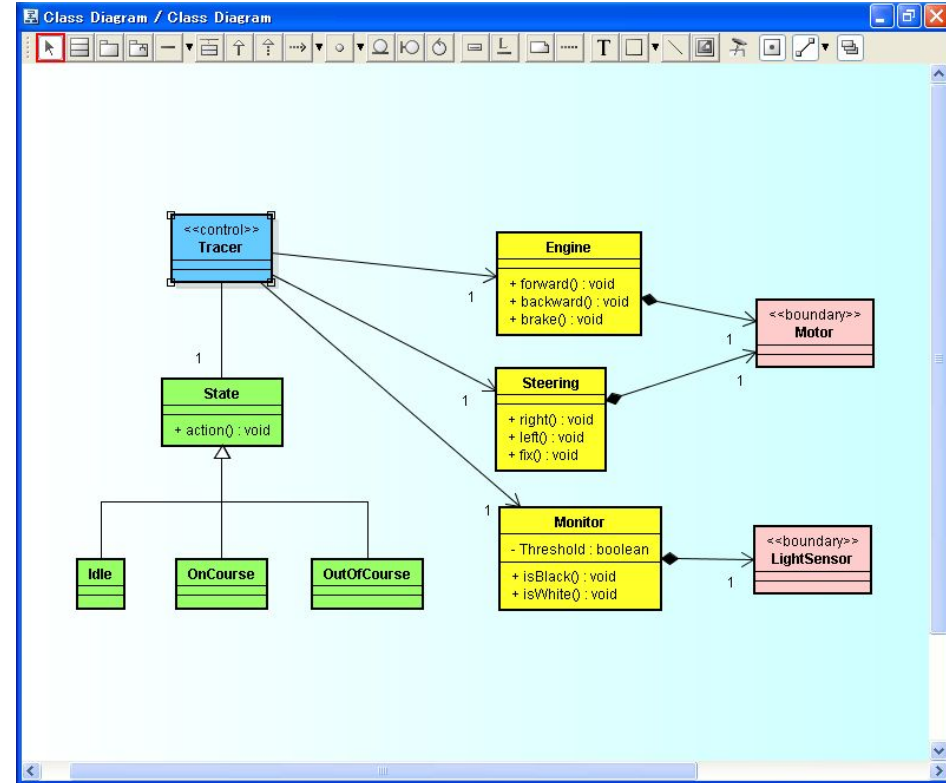 Class Diagram / Class Diagram
T
<<control>>
Tracer
1
State
+ action() : void
Idle
OnCourse
OutOfCourse
1
Engine
+ forward() : void
+ backward() : void
+ brake() : void
1
Steering
+ right() : void
+ left() : void
+ fix() : void
1
Monitor
- Threshold : boolean
+ isBlack() : void
+ isWhite() : void
1
<<boundary>>
Motor
1
<<boundary>>
LightSensor
1